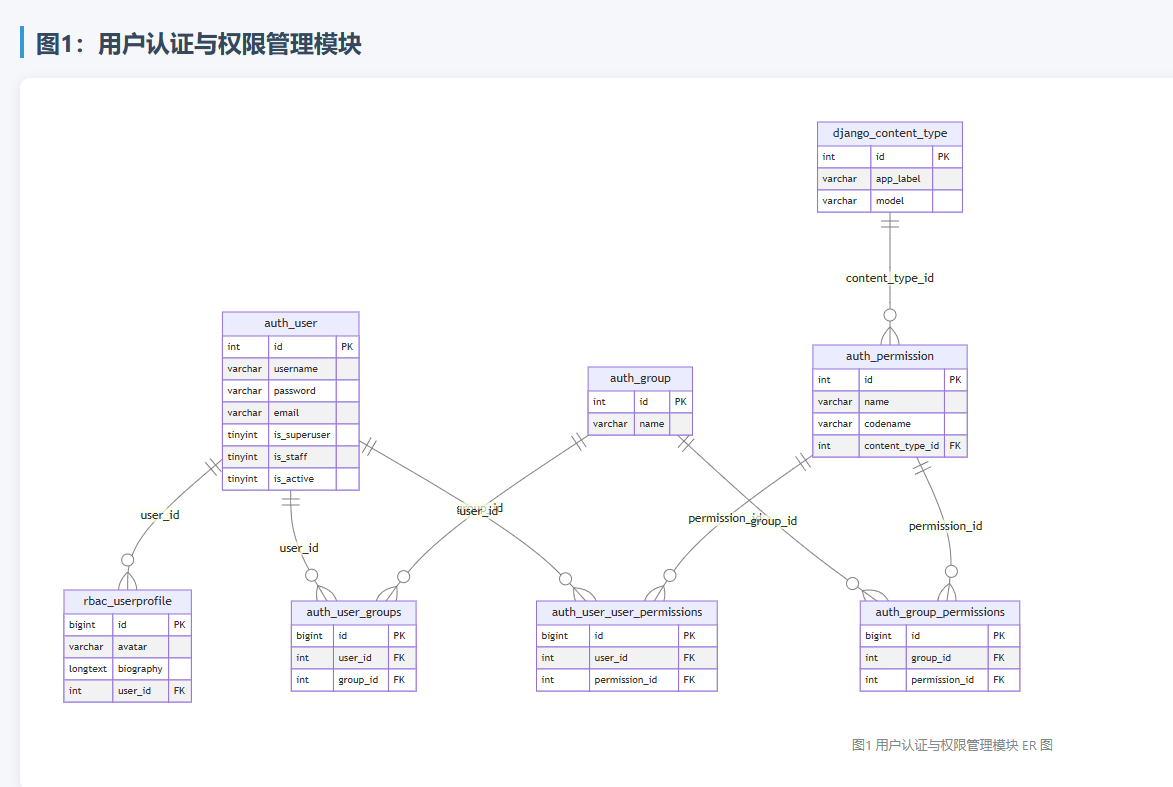 图1：用户认证与权限管理模块
django_content_type
int id PK
varchar app_label
varchar model
content_type_id
auth_user
int id PK
varchar username
varchar password
varchar email
tinyint is_superuser
tinyint is_staff
tinyint is_active
auth_group
int id PK
varchar name
auth_permission
int id PK
varchar name
varchar codename
int content_type_id FK
user_id
user_id
group_id
user_id
permission_id
group_id
permission_id
rbac_userprofile
bigint id PK
varchar avatar
longtext biography
int user_id FK
auth_user_groups
bigint id PK
int user_id FK
int group_id FK
auth_user_user_permissions
bigint id PK
int user_id FK
int permission_id FK
auth_group_permissions
bigint id PK
int group_id FK
int permission_id FK
图1 用户认证与权限管理模块 ER 图